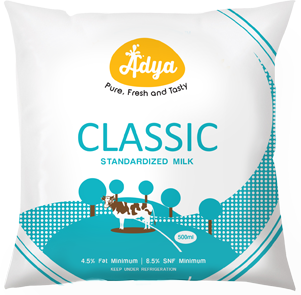 Adya
Pure, Fresh and Tasty
CLASSIC
STANDARDIZED MILK
500ml
4.5% Fat Minimum | 8.5% SNF Minimum
KEEP UNDER REFRIGERATION